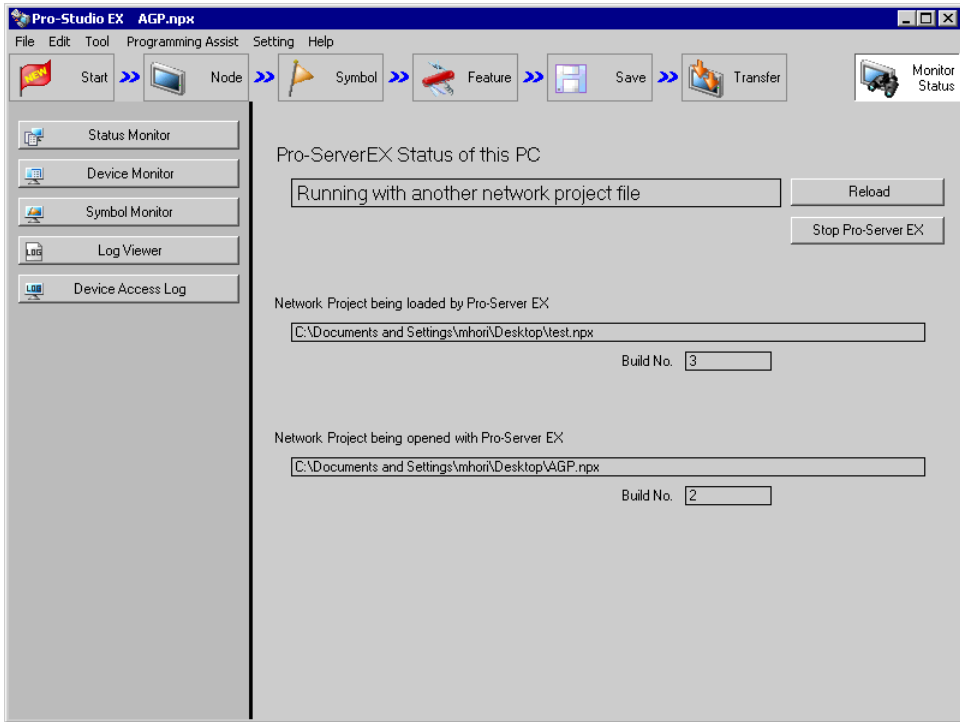 Pro-Studio EX AGP.npx
File Edit Tool Programming Assist Setting Help
NEW Start Node Symbol Feature Save Transfer Monitor Status
Status Monitor
Device Monitor
Symbol Monitor
LOG Log Viewer
LOG Device Access Log
Pro-ServerEX Status of this PC
Running with another network project file
Reload
Stop Pro-Server EX
Network Project being loaded by Pro-Server EX
C:\Documents and Settings\mhori\Desktop\test.npx
Build No. 3
Network Project being opened with Pro-Server EX
C:\Documents and Settings\mhori\Desktop\AGP.npx
Build No. 2